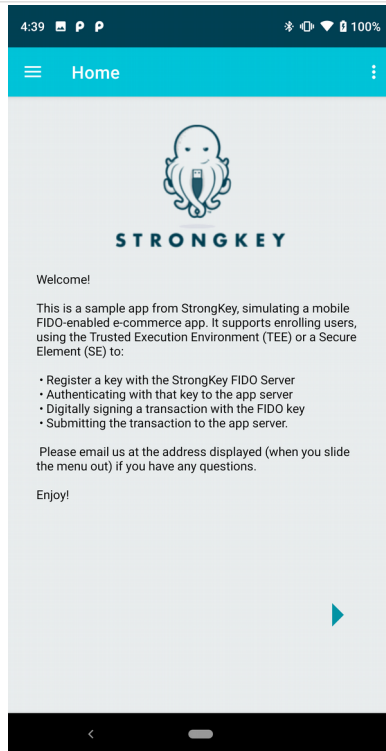 4:39
100%
Home
STRONGKEY
Welcome!
This is a sample app from StrongKey, simulating a mobile
FIDO-enabled e-commerce app. It supports enrolling users,
using the Trusted Execution Environment (TEE) or a Secure
Element (SE) to:
• Register a key with the StrongKey FIDO Server
• Authenticating with that key to the app server
• Digitally signing a transaction with the FIDO key
• Submitting the transaction to the app server.
Please email us at the address displayed (when you slide
the menu out) if you have any questions.
Enjoy!